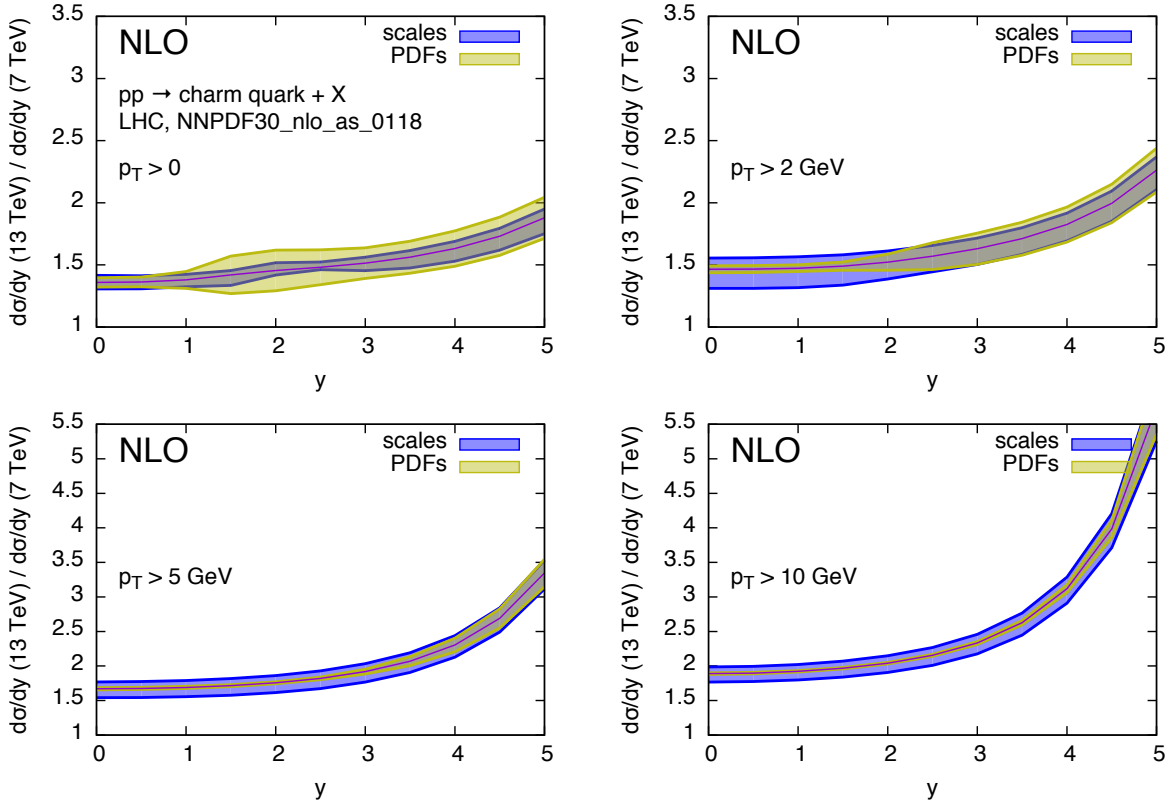 NLO
scales
PDFs
pp → charm quark + X
LHC, NNPDF30_nlo_as_0118
p_T > 0
dσ/dy (13 TeV) / dσ/dy (7 TeV)
3.5
3
2.5
2
1.5
1
0 1 2 3 4 5
y
NLO
scales
PDFs
p_T > 2 GeV
dσ/dy (13 TeV) / dσ/dy (7 TeV)
3.5
3
2.5
2
1.5
1
0 1 2 3 4 5
y
NLO
scales
PDFs
p_T > 5 GeV
dσ/dy (13 TeV) / dσ/dy (7 TeV)
5.5
5
4.5
4
3.5
3
2.5
2
1.5
1
0 1 2 3 4 5
y
NLO
scales
PDFs
p_T > 10 GeV
dσ/dy (13 TeV) / dσ/dy (7 TeV)
5.5
5
4.5
4
3.5
3
2.5
2
1.5
1
0 1 2 3 4 5
y